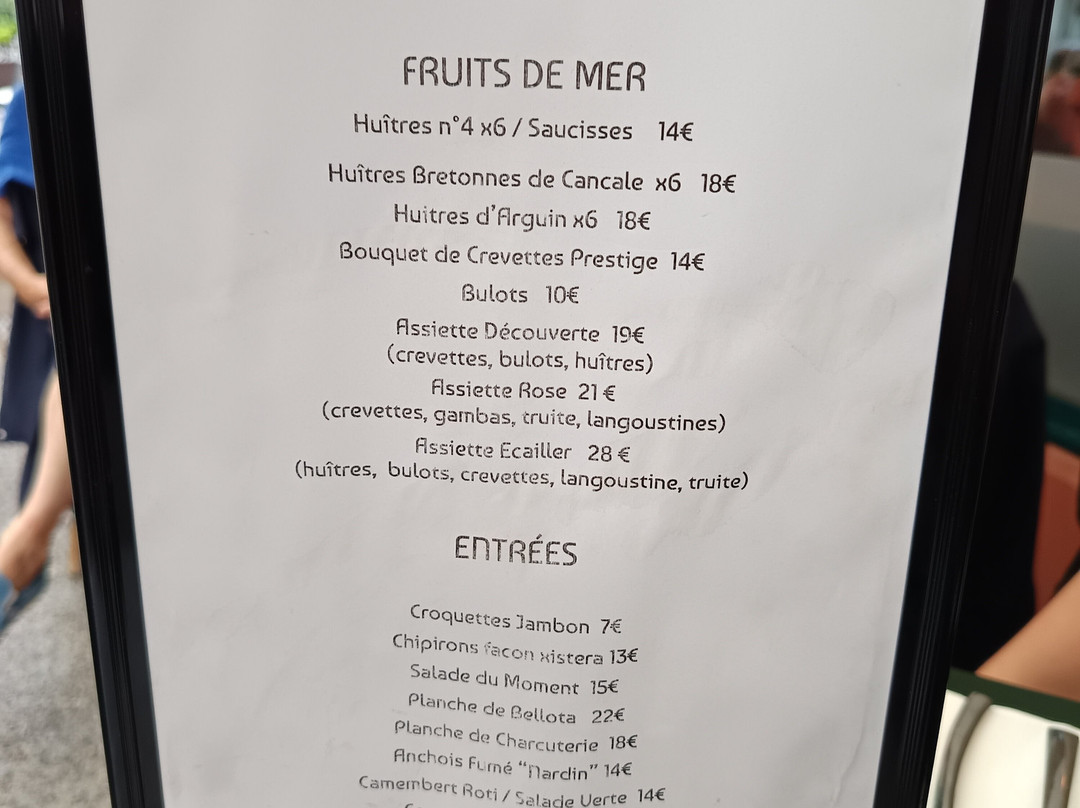 FRUITS DE MER
Huîtres n°4 x6 / Saucisses 14€
Huîtres Bretonnes de Cancale x6 18€
Huitres d'Arguin x6 18€
Bouquet de Crevettes Prestige 14€
Bulots 10€
Assiette Découverte 19€
(crevettes, bulots, huîtres)
Assiette Rose 21 €
(crevettes, gambas, truite, langoustines)
Assiette Ecailler 28 €
(huîtres, bulots, crevettes, langoustine, truite)
ENTRÉES
Croquettes Jambon 7€
Chipirons facon xistera 13€
Salade du Moment 15€
Planche de Bellota 22€
Planche de Charcuterie 18€
Anchois Fumé “Nardin” 14€
Camembert Roti / Salade Verte 14€